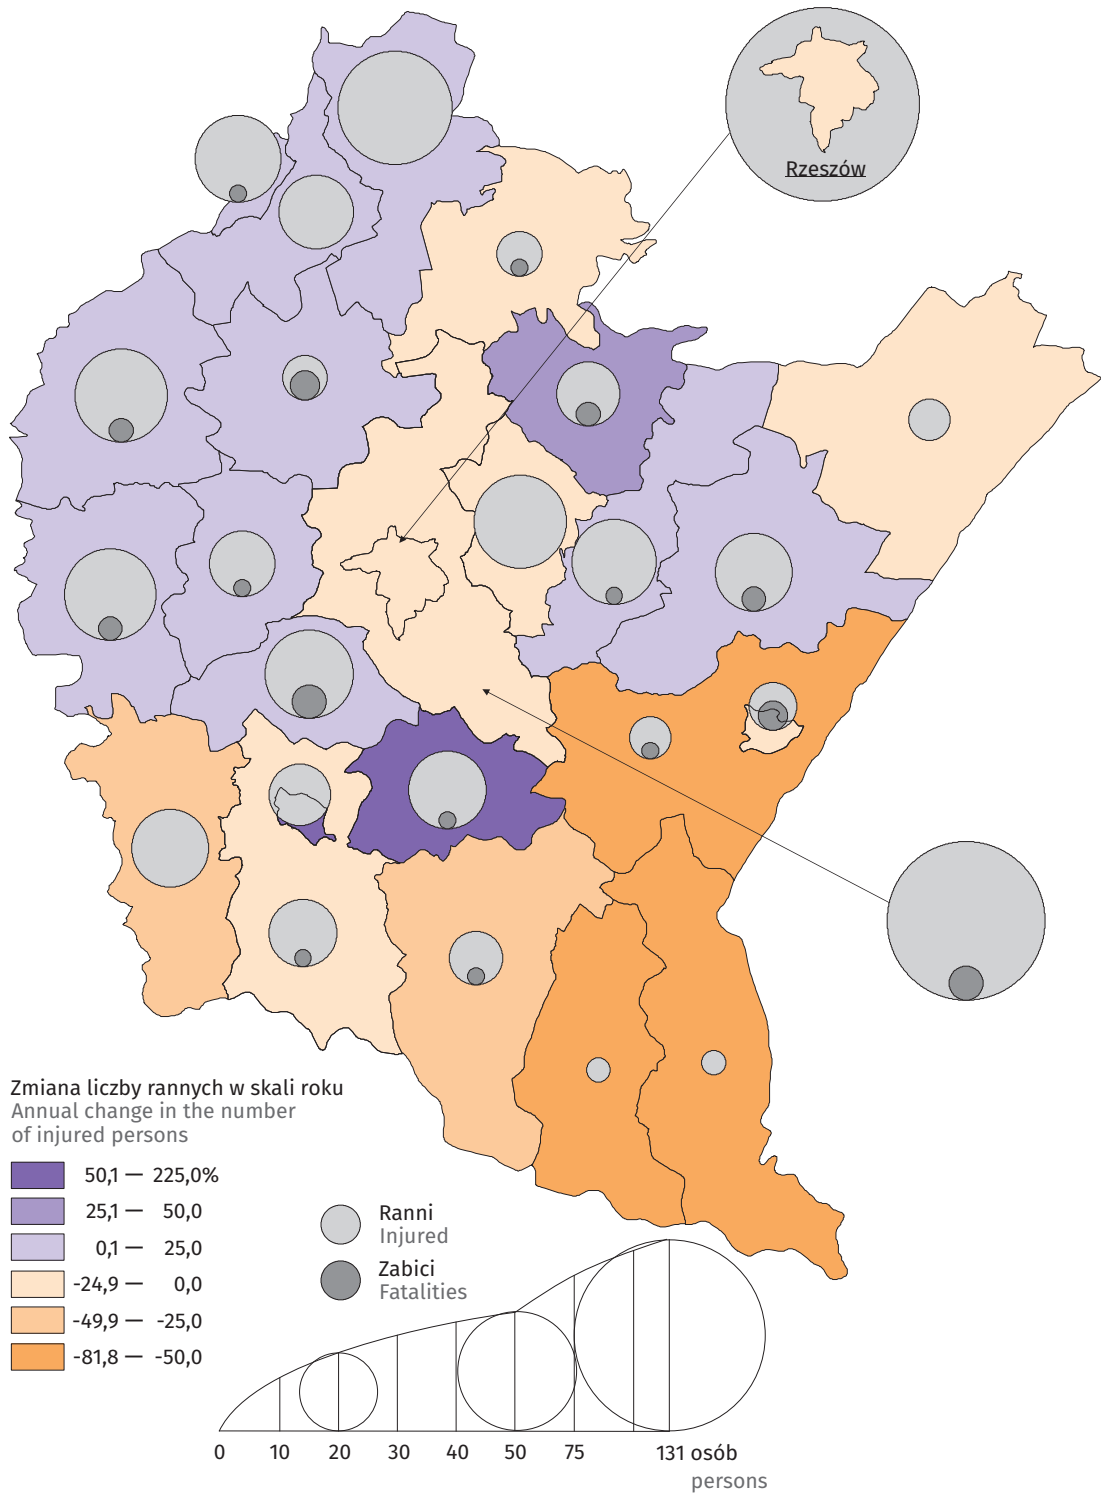 Rzeszów
Zmiana liczby rannych w skali roku
Annual change in the number
of injured persons
50,1 — 225,0%
25,1 — 50,0
0,1 — 25,0
-24,9 — 0,0
-49,9 — -25,0
-81,8 — -50,0
Ranni
Injured
Zabici
Fatalities
0 10 20 30 40 50 75 131 osób
persons